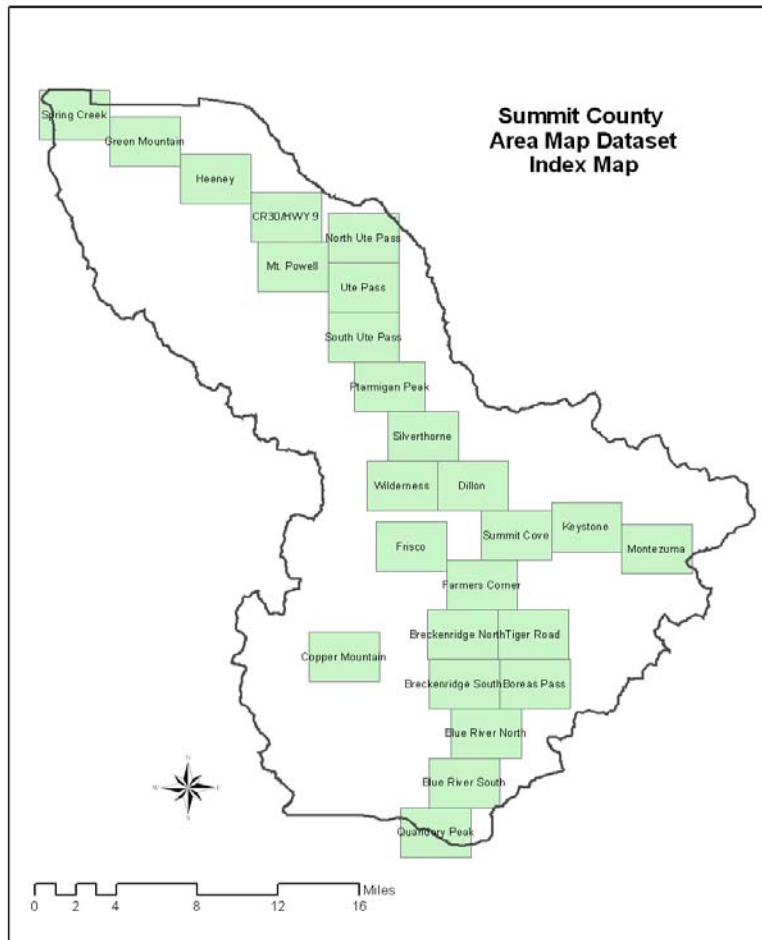 Summit County
Area Map Dataset
Index Map
Spring Creek
Green Mountain
Heeney
CR30/HWY 9
North Ute Pass
Mt. Powell
Ute Pass
South Ute Pass
Ptarmigan Peak
Silverthorne
Wilderness
Dillon
Keystone
Summit Cove
Frisco
Montezuma
Farmers Corner
Breckenridge North
Tiger Road
Copper Mountain
Breckenridge South
Boreas Pass
Blue River North
Blue River South
Quandary Peak
N
W
E
S
Miles
0 2 4 8 12 16